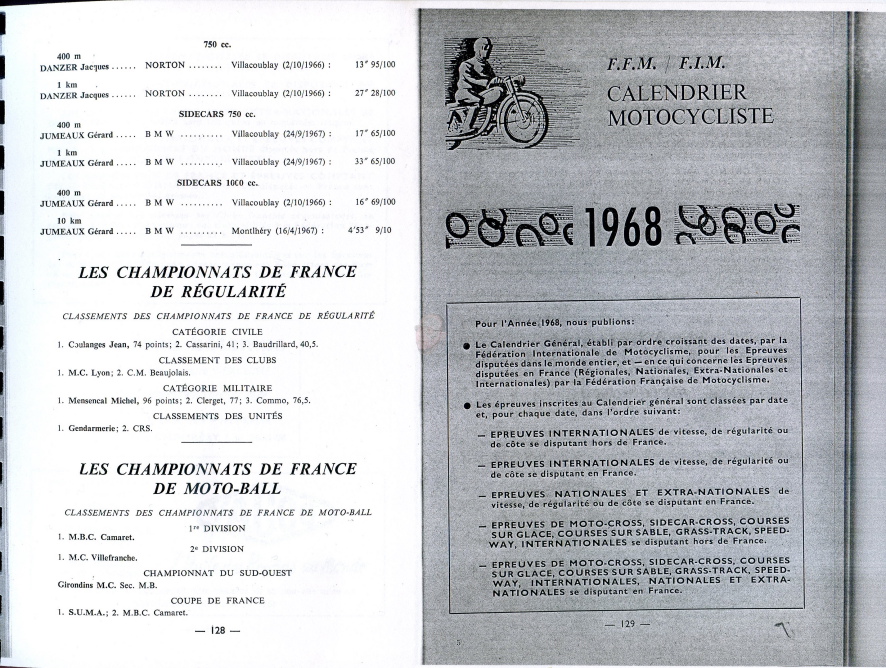 750 cc.
400 m
DANZER Jacques ...... NORTON ........ Villacoublay (2/10/1966) : 13" 95/100
1 km
DANZER Jacques ...... NORTON ........ Villacoublay (2/10/1966) : 27" 28/100
SIDECARS 750 cc.
400 m
JUMEAUX Gérard ..... B M W .......... Villacoublay (24/9/1967) : 17" 65/100
1 km
JUMEAUX Gérard ..... B M W .......... Villacoublay (24/9/1967) : 33" 65/100
SIDECARS 1000 cc.
400 m
JUMEAUX Gérard ..... B M W .......... Villacoublay (2/10/1966) : 16" 69/100
10 km
JUMEAUX Gérard ..... B M W .......... Montlhéry (16/4/1967) : 4'53" 9/10
LES CHAMPIONNATS DE FRANCE
DE RÉGULARITÉ
CLASSEMENTS DES CHAMPIONNATS DE FRANCE DE RÉGULARITÉ
CATÉGORIE CIVILE
1. Coulanges Jean, 74 points; 2. Cassarini, 41; 3. Baudrillard, 40,5.
CLASSEMENT DES CLUBS
1. M.C. Lyon; 2. C.M. Beaujolais.
CATÉGORIE MILITAIRE
1. Mensencal Michel, 96 points; 2. Clerget, 77; 3. Commo, 76,5.
CLASSEMENTS DES UNITÉS
1. Gendarmerie; 2. CRS.
LES CHAMPIONNATS DE FRANCE
DE MOTO-BALL
CLASSEMENTS DES CHAMPIONNATS DE FRANCE DE MOTO-BALL
1re DIVISION
1. M.B.C. Camaret.
2e DIVISION
1. M.C. Villefranche.
CHAMPIONNAT DU SUD-OUEST
Girondins M.C. Sec. M.B.
COUPE DE FRANCE
1. S.U.M.A.; 2. M.B.C. Camaret.
— 128 —
F.F.M. / F.I.M.
CALENDRIER
MOTOCYCLISTE
1968
Pour l'Année 1968, nous publions:
● Le Calendrier Général, établi par ordre croissant des dates, par la
Fédération Internationale de Motocyclisme, pour les Epreuves
disputées dans le monde entier, et — en ce qui concerne les Epreuves
disputées en France (Régionales, Nationales, Extra-Nationales et
Internationales) par la Fédération Française de Motocyclisme.
● Les épreuves inscrites au Calendrier général sont classées par date
et, pour chaque date, dans l'ordre suivant:
— EPREUVES INTERNATIONALES de vitesse, de régularité ou
de côte se disputant hors de France.
— EPREUVES INTERNATIONALES de vitesse, de régularité ou
de côte se disputant en France.
— EPREUVES NATIONALES ET EXTRA-NATIONALES de
vitesse, de régularité ou de côte se disputant en France.
— EPREUVES DE MOTO-CROSS, SIDECAR-CROSS, COURSES
SUR GLACE, COURSES SUR SABLE, GRASS-TRACK, SPEED-
WAY, INTERNATIONALES se disputant hors de France.
— EPREUVES DE MOTO-CROSS, SIDECAR-CROSS, COURSES
SUR GLACE, COURSES SUR SABLE, GRASS-TRACK, SPEED-
WAY, INTERNATIONALES, NATIONALES ET EXTRA-
NATIONALES se disputant en France.
— 129 —
5